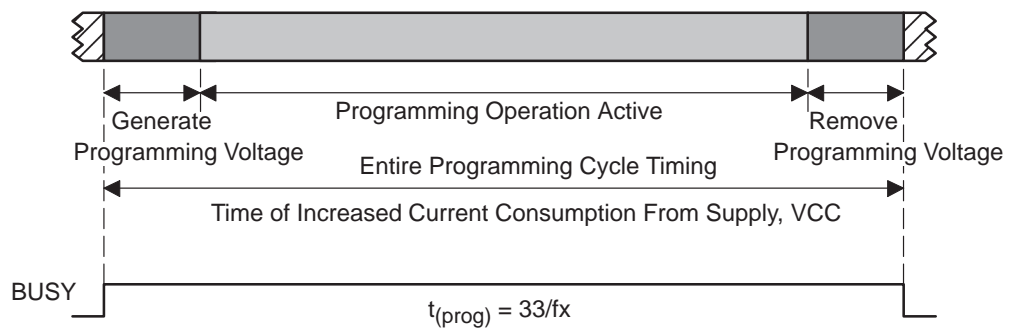 Generate
Programming Voltage
Programming Operation Active
Remove
Programming Voltage
Entire Programming Cycle Timing
Time of Increased Current Consumption From Supply, VCC
BUSY
t(prog) = 33/fx